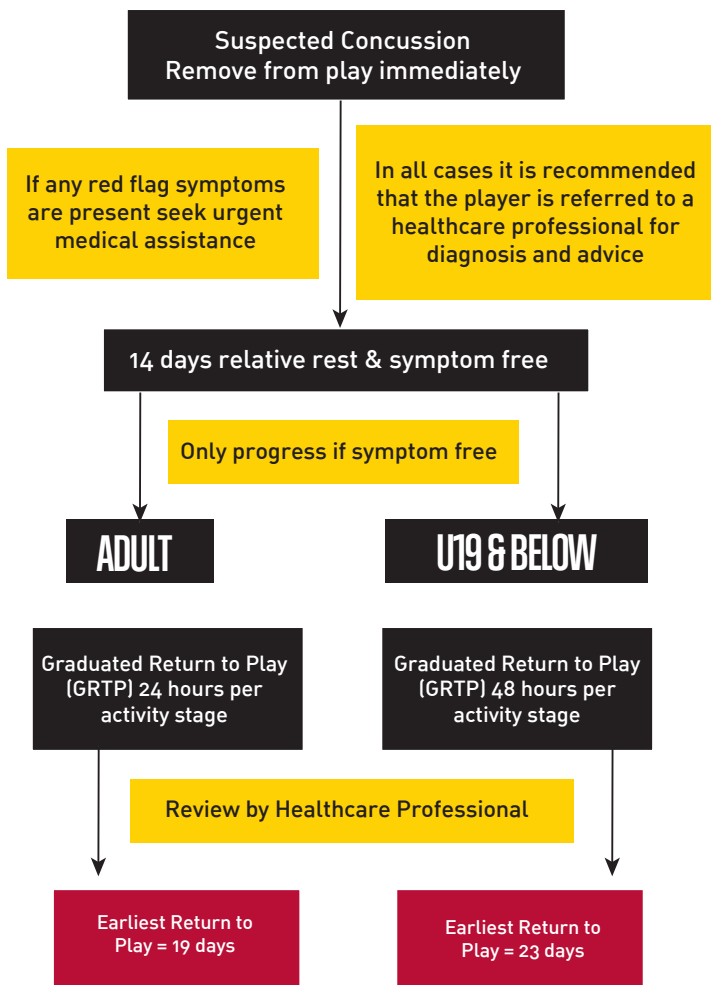 Suspected Concussion
Remove from play immediately
If any red flag symptoms
are present seek urgent
medical assistance
In all cases it is recommended
that the player is referred to a
healthcare professional for
diagnosis and advice
14 days relative rest & symptom free
Only progress if symptom free
ADULT
U19 & BELOW
Graduated Return to Play
(GRTP) 24 hours per
activity stage
Graduated Return to Play
(GRTP) 48 hours per
activity stage
Review by Healthcare Professional
Earliest Return to
Play = 19 days
Earliest Return to
Play = 23 days